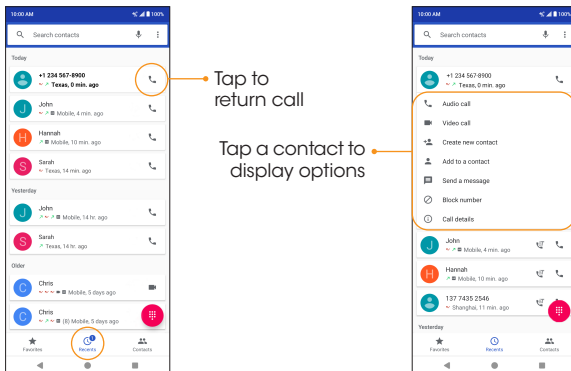 10:00 AM
100%
Search contacts
Today
+1 234 567-8900
Texas, 0 min. ago
John
Mobile, 4 min. ago
Hannah
Mobile, 10 min. ago
Sarah
Texas, 14 min. ago
Yesterday
John
Mobile, 14 hr. ago
Sarah
Texas, 14 hr. ago
Older
Chris
Mobile, 5 days ago
Chris
(8) Mobile, 5 days ago
Favorites
Recents
Contacts
Tap to
return call
Tap a contact to
display options
10:00 AM
100%
Search contacts
Today
+1 234 567-8900
Texas, 0 min. ago
Audio call
Video call
Create new contact
Add to a contact
Send a message
Block number
Call details
J
John
Mobile, 4 min. ago
H
Hannah
Mobile, 10 min. ago
137 7435 2546
Shanghai, 11 min. ago
Yesterday
Favorites
Recents
Contacts